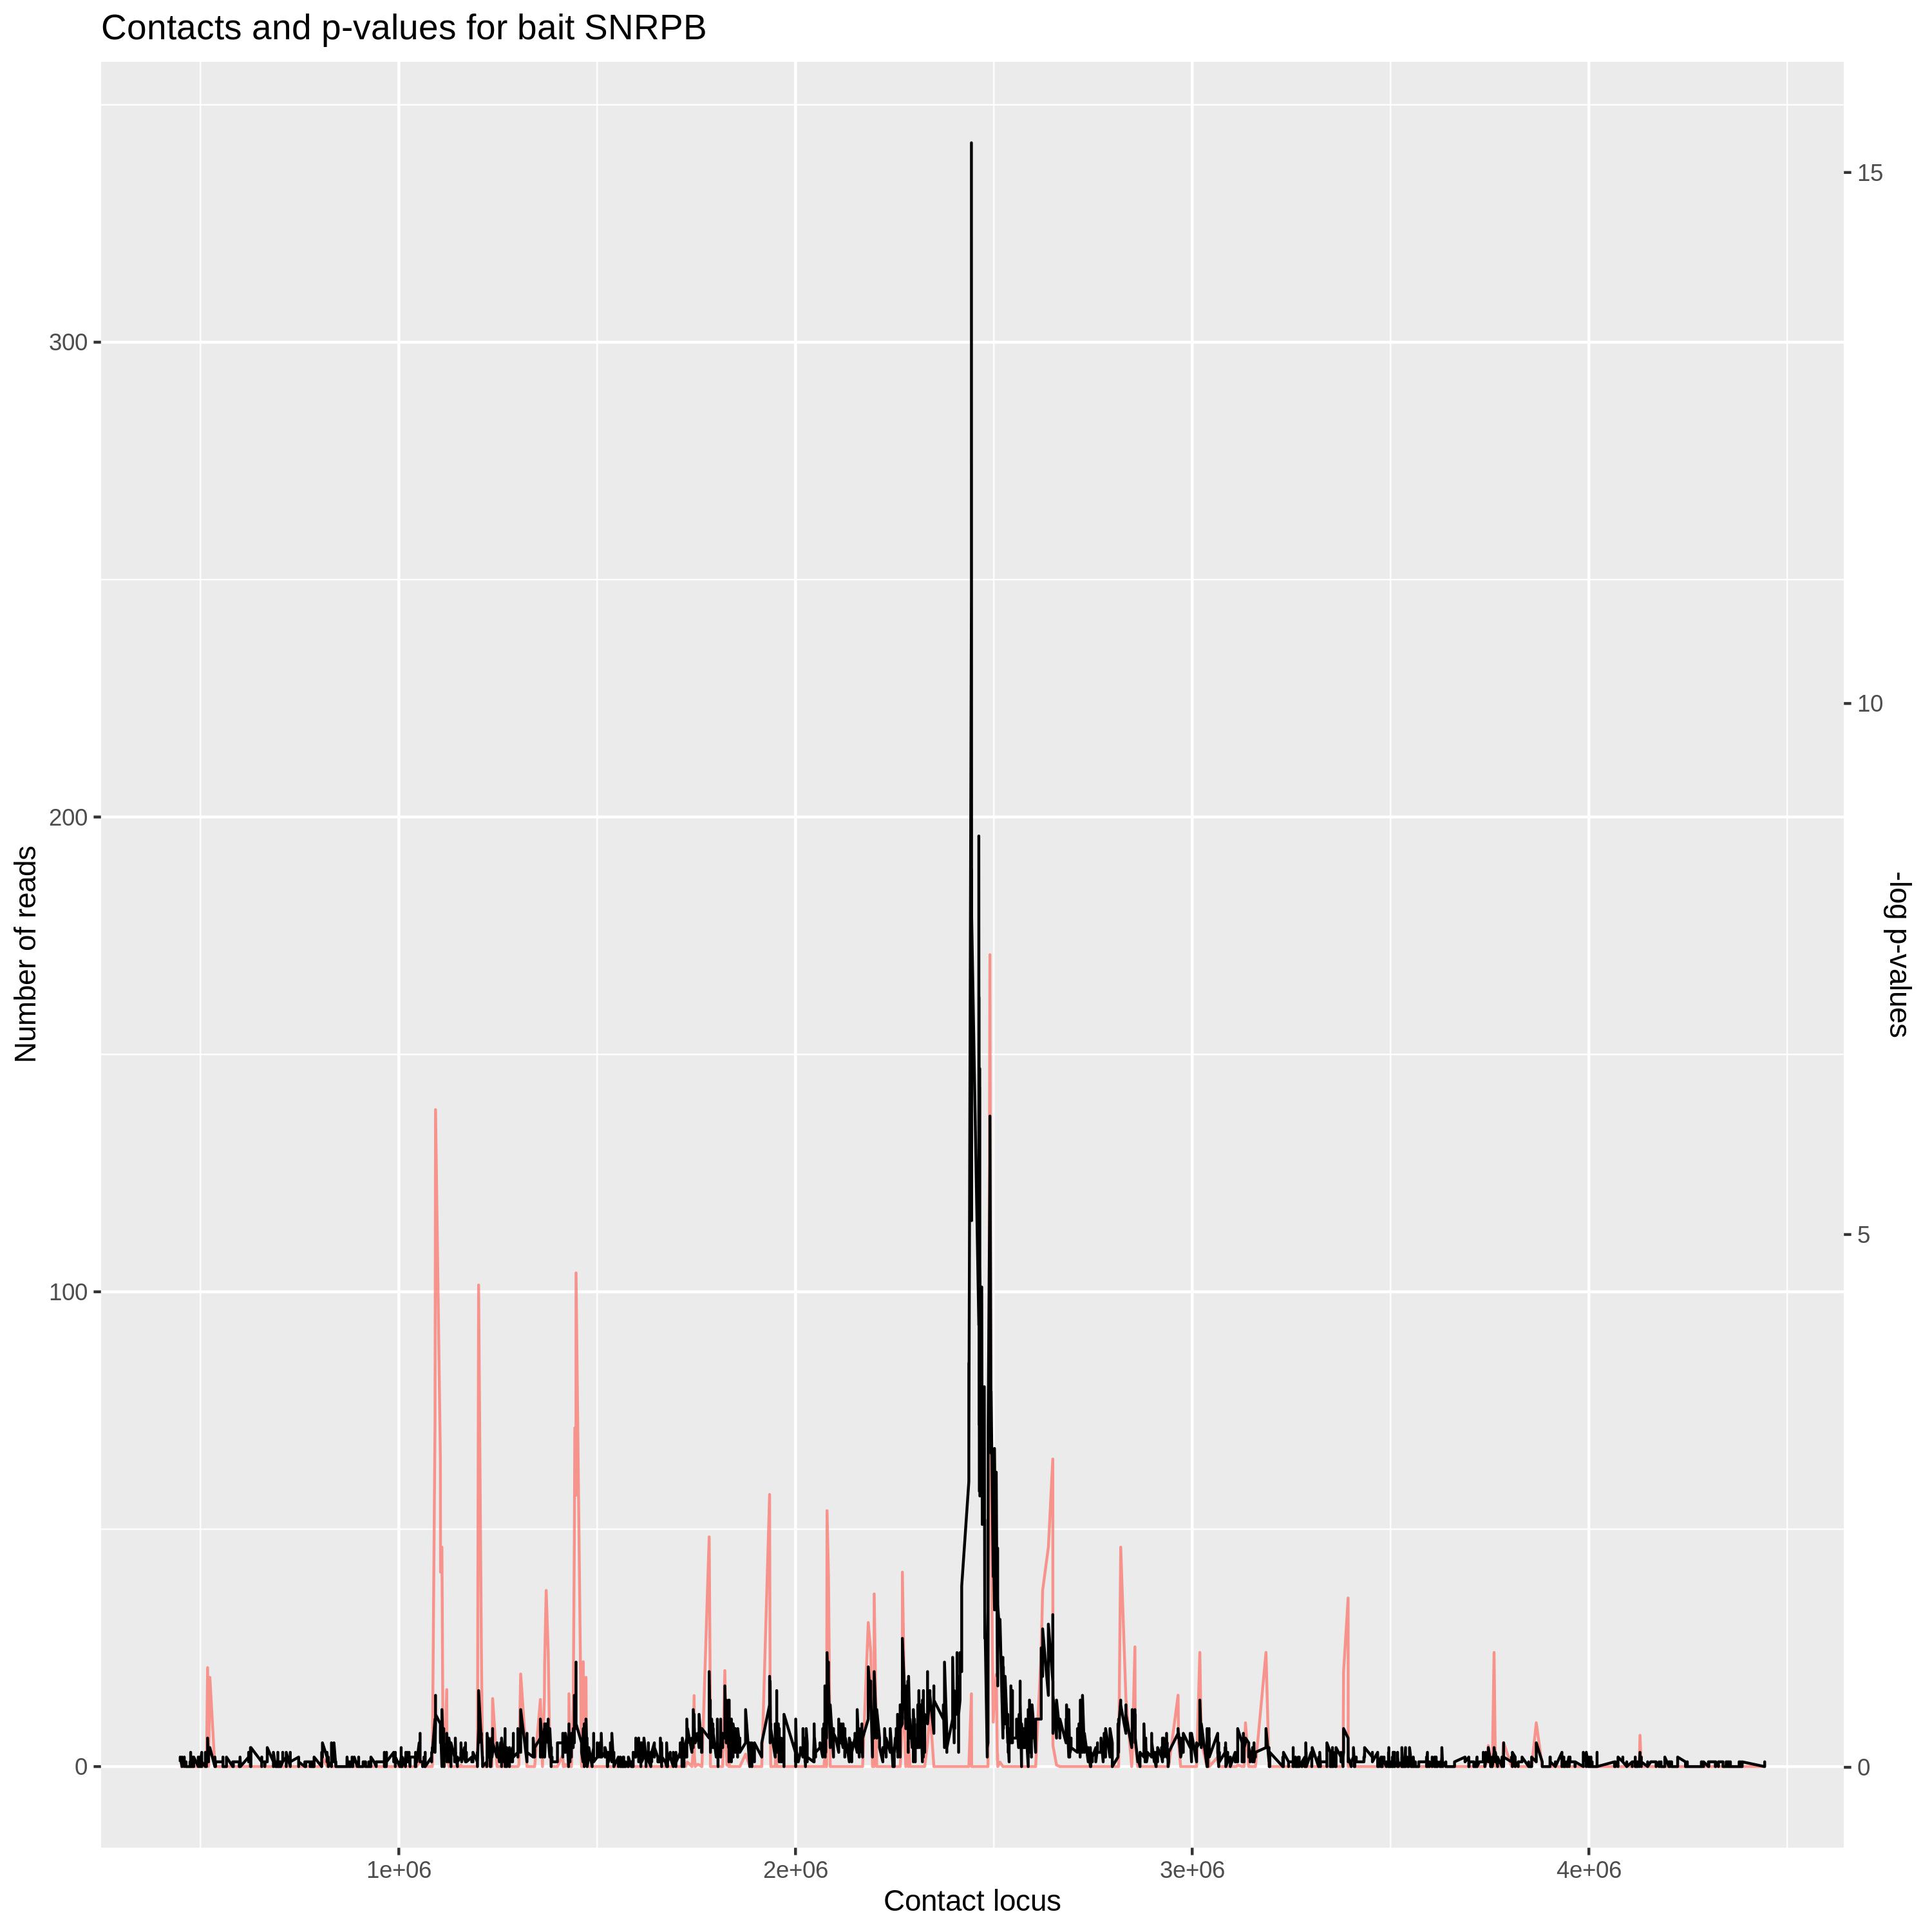 Contacts and p-values for bait SNRPB
Number of reads
300
200
100
0
15
10
5
0
-log p-values
1e+06
2e+06
3e+06
4e+06
Contact locus